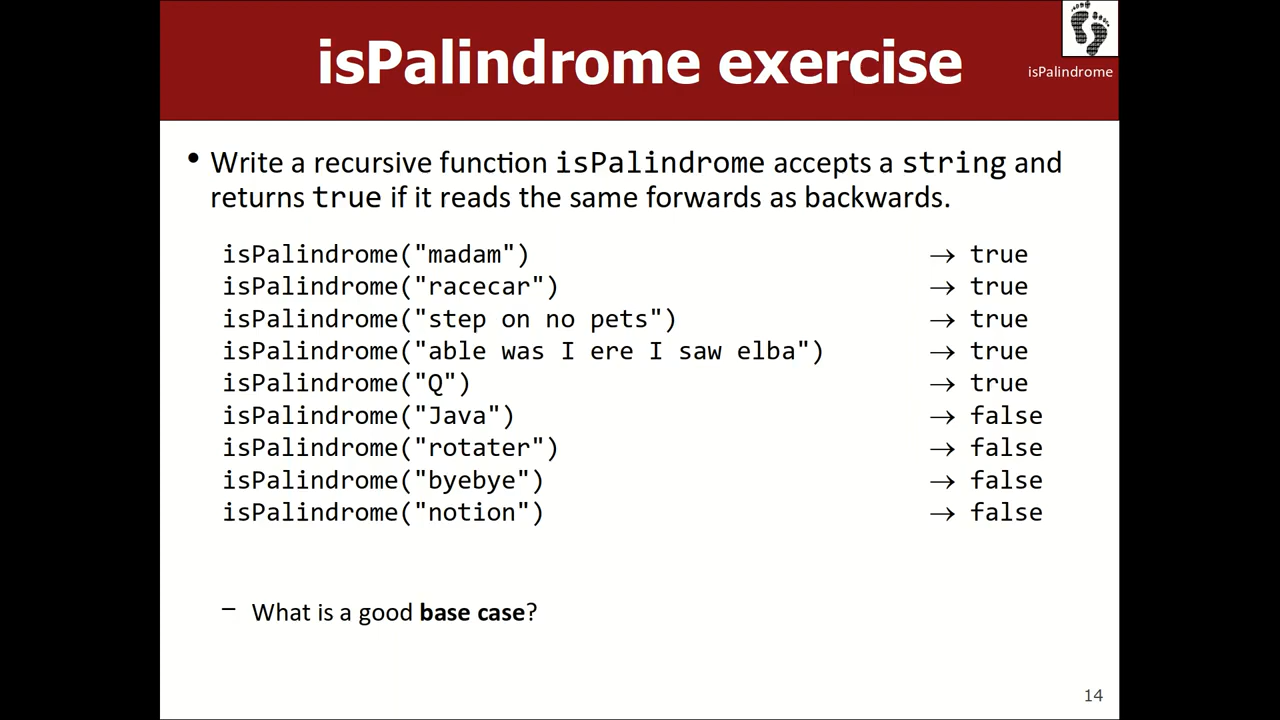 isPalindrome exercise
isPalindrome
• Write a recursive function isPalindrome accepts a string and
returns true if it reads the same forwards as backwards.
isPalindrome("madam") → true
isPalindrome("racecar") → true
isPalindrome("step on no pets") → true
isPalindrome("able was I ere I saw elba") → true
isPalindrome("Q") → true
isPalindrome("Java") → false
isPalindrome("rotater") → false
isPalindrome("byebye") → false
isPalindrome("notion") → false
– What is a good base case?
14